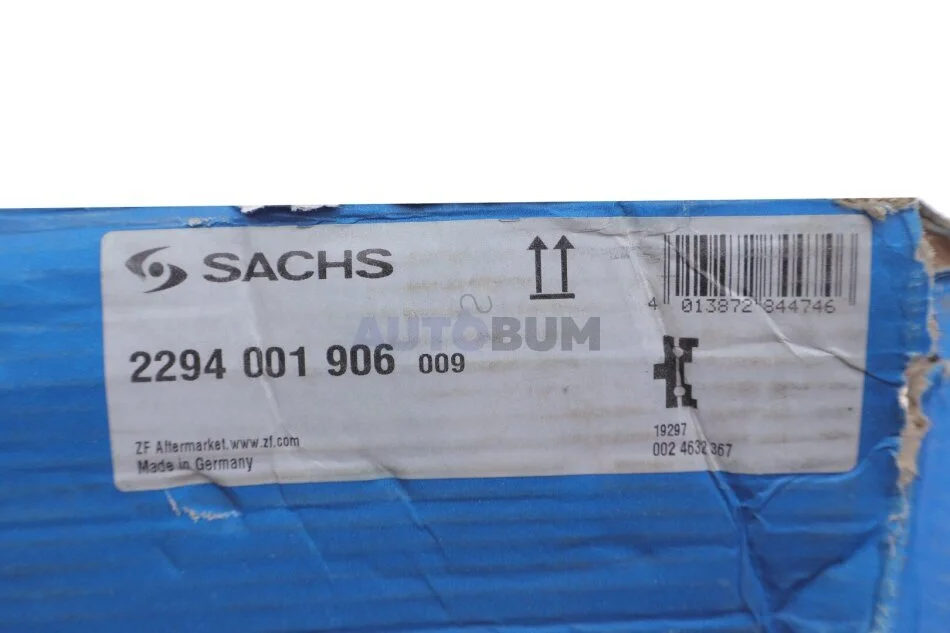 SACHS
4 013872 844746
AUTOBUM
2294 001 906 009
19297
002 4632 367
ZF Aftermarket.www.zf.com
Made in Germany